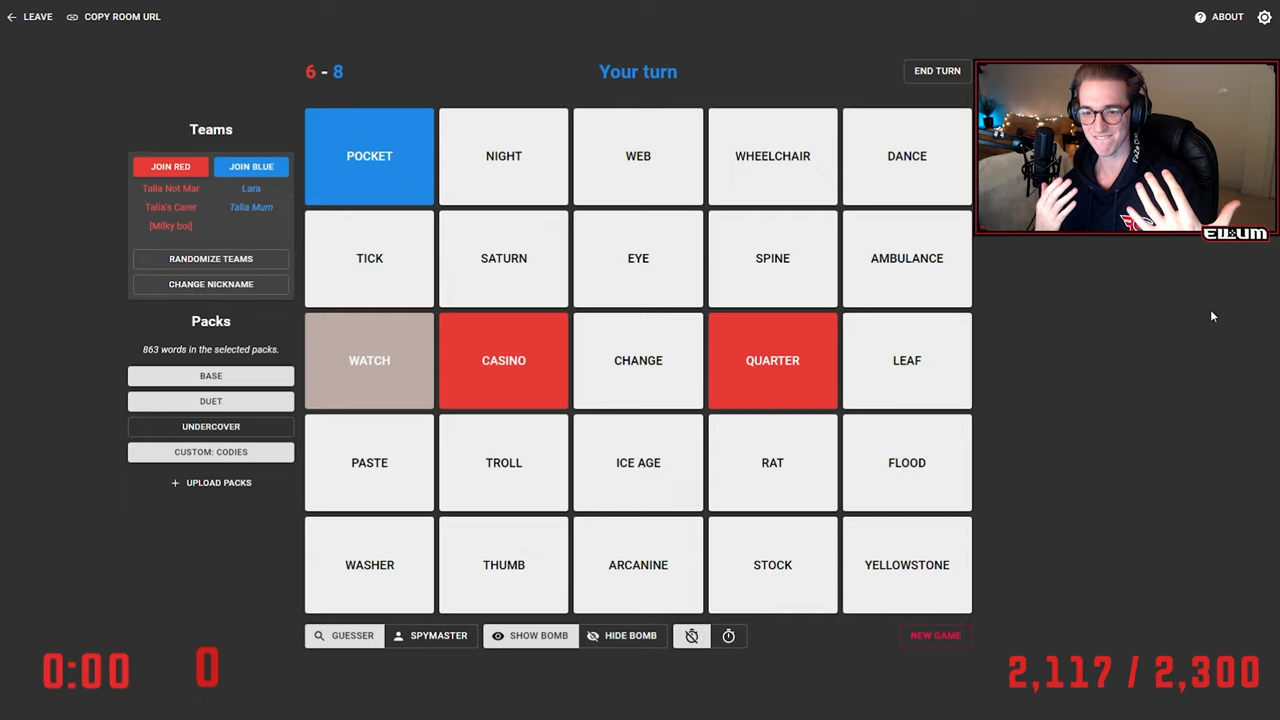 LEAVE
COPY ROOM URL
ABOUT
6 - 8
Your turn
END TURN
Teams
JOIN RED
JOIN BLUE
Talia Not Mar
Lara
Talia's Carer
Talia Mum
[Milky boi]
RANDOMIZE TEAMS
CHANGE NICKNAME
Packs
863 words in the selected packs.
BASE
DUET
UNDERCOVER
CUSTOM: CODIES
+ UPLOAD PACKS
POCKET
NIGHT
WEB
WHEELCHAIR
DANCE
TICK
SATURN
EYE
SPINE
AMBULANCE
WATCH
CASINO
CHANGE
QUARTER
LEAF
PASTE
TROLL
ICE AGE
RAT
FLOOD
WASHER
THUMB
ARCANINE
STOCK
YELLOWSTONE
GUESSER
SPYMASTER
SHOW BOMB
HIDE BOMB
NEW GAME
0:00
0
2,117 / 2,300